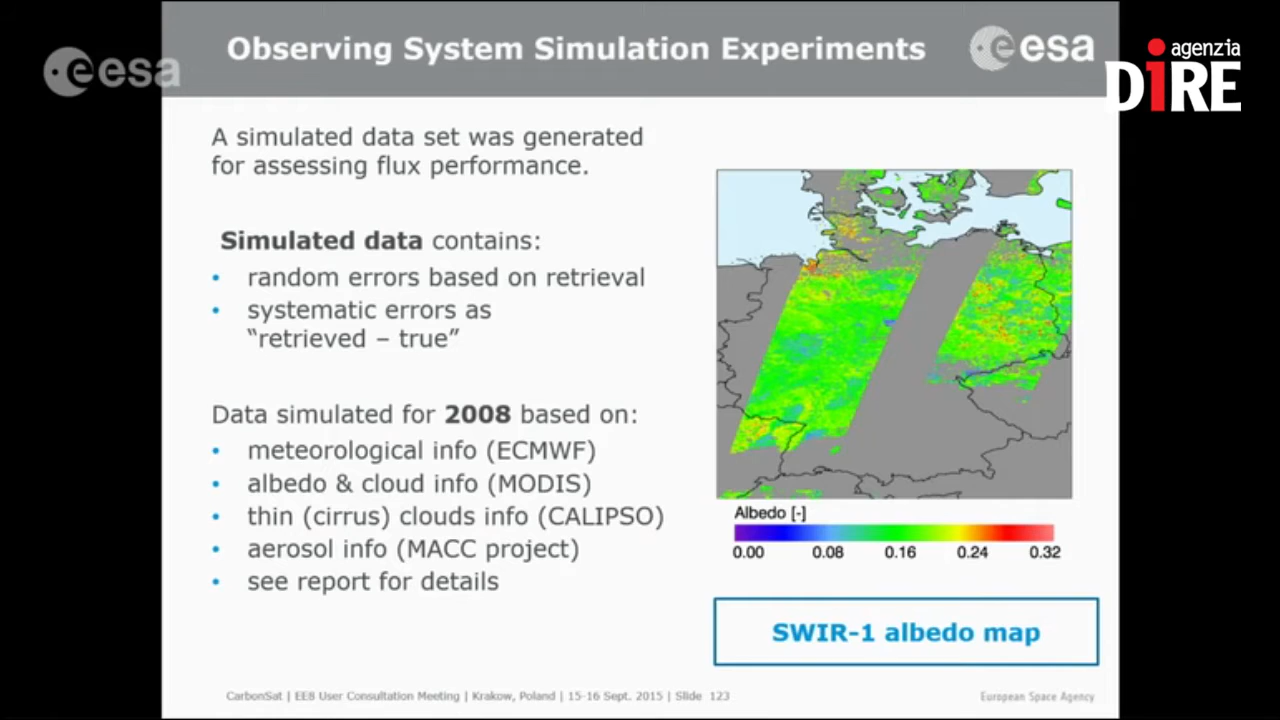 Observing System Simulation Experiments
esa
esa
agenzia
DiRE
A simulated data set was generated
for assessing flux performance.
Simulated data contains:
• random errors based on retrieval
• systematic errors as
“retrieved – true”
Data simulated for 2008 based on:
• meteorological info (ECMWF)
• albedo & cloud info (MODIS)
• thin (cirrus) clouds info (CALIPSO)
• aerosol info (MACC project)
• see report for details
Albedo [-]
0.00 0.08 0.16 0.24 0.32
SWIR-1 albedo map
CarbonSat | EE8 User Consultation Meeting | Krakow, Poland | 15-16 Sept. 2015 | Slide 123
European Space Agency